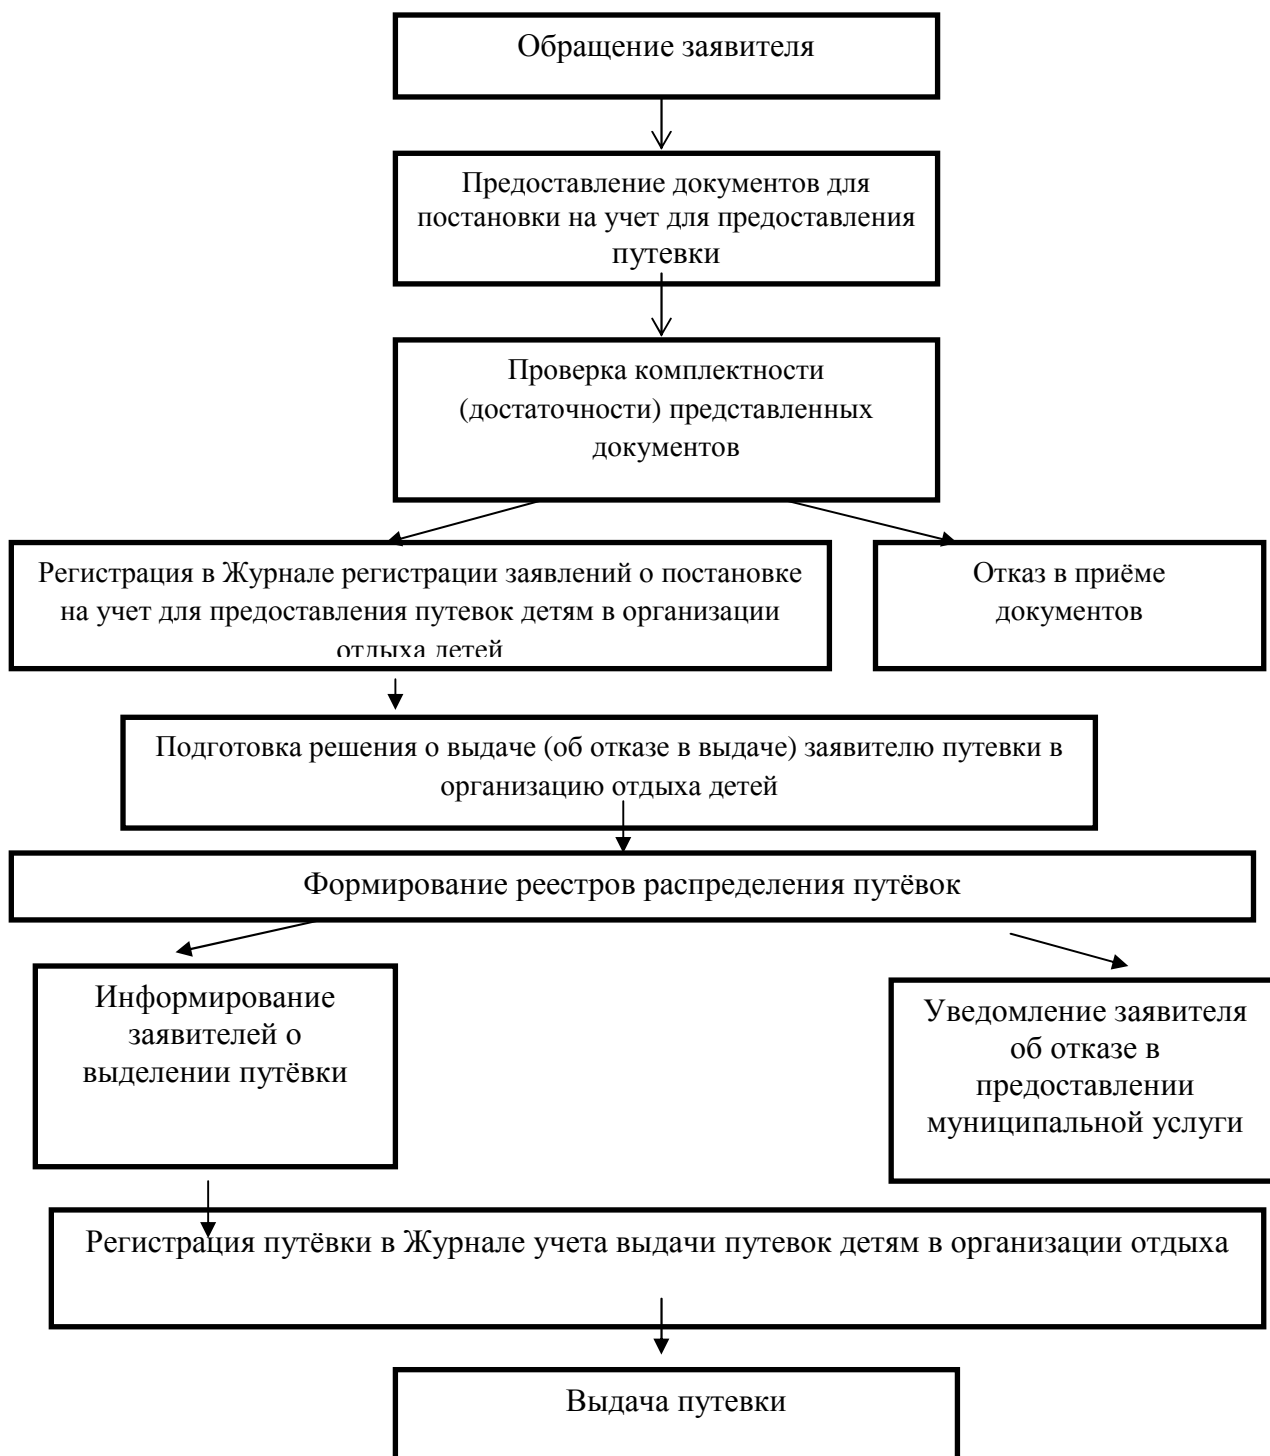 Обращение заявителя
Предоставление документов для
постановки на учет для предоставления
путевки
Проверка комплектности
(достаточности) представленных
документов
Регистрация в Журнале регистрации заявлений о постановке
на учет для предоставления путевок детям в организации
отдыха детей
Отказ в приёме
документов
Подготовка решения о выдаче (об отказе в выдаче) заявителю путевки в
организацию отдыха детей
Формирование реестров распределения путёвок
Информирование
заявителей о
выделении путёвки
Уведомление заявителя
об отказе в
предоставлении
муниципальной услуги
Регистрация путёвки в Журнале учета выдачи путевок детям в организации отдыха
Выдача путевки